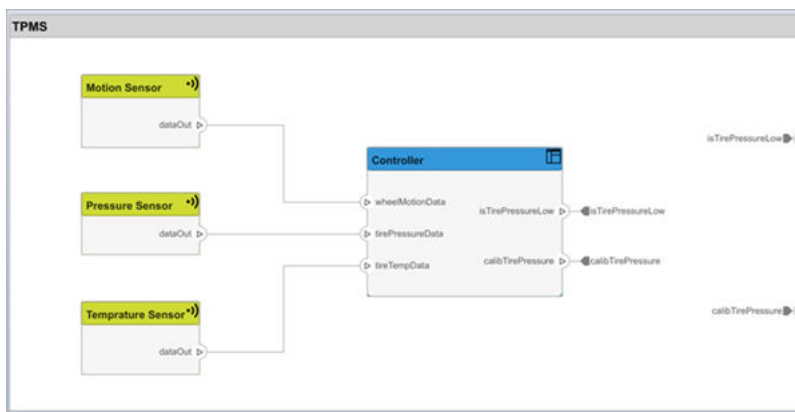 TPMS
Motion Sensor
dataOut
isTirePressureLow
Controller
wheelMotionData
Pressure Sensor
isTirePressureLow
isTirePressureLow
dataOut
tirePressureData
calibTirePressure
calibTirePressure
tireTempData
Temprature Sensor
calibTirePressure
dataOut